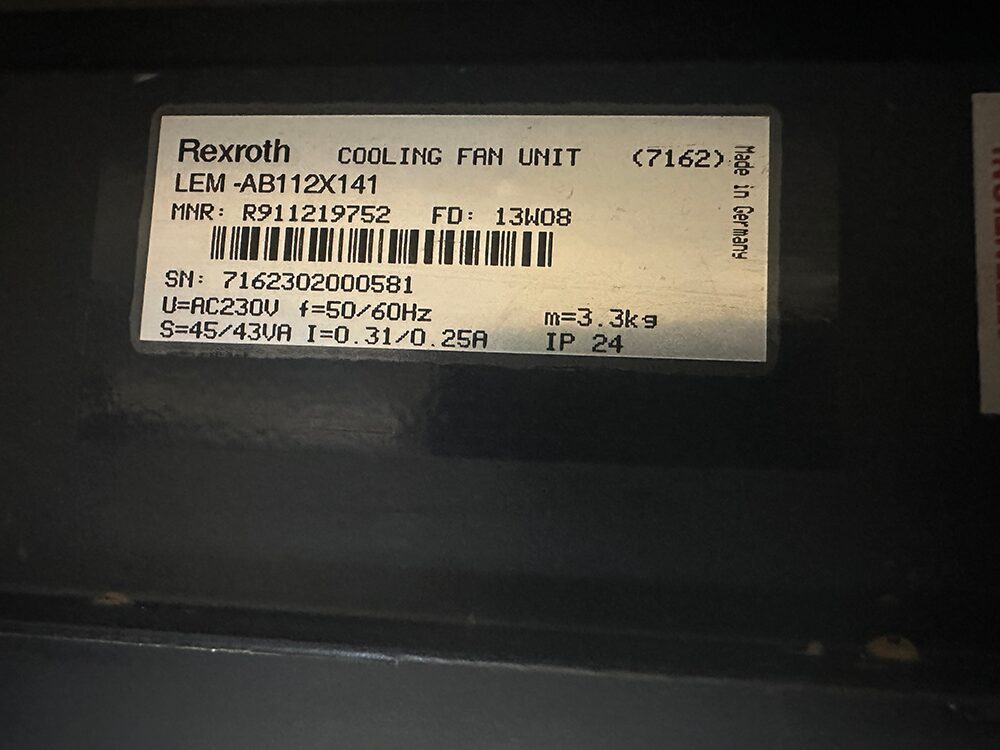 Rexroth COOLING FAN UNIT (7162)
LEM -AB112X141
MNR: R911219752 FD: 13W08
SN: 7162302000581
U=AC230V f=50/60Hz
S=45/43VA I=0.31/0.25A
m=3.3kg
IP 24
Made in Germany